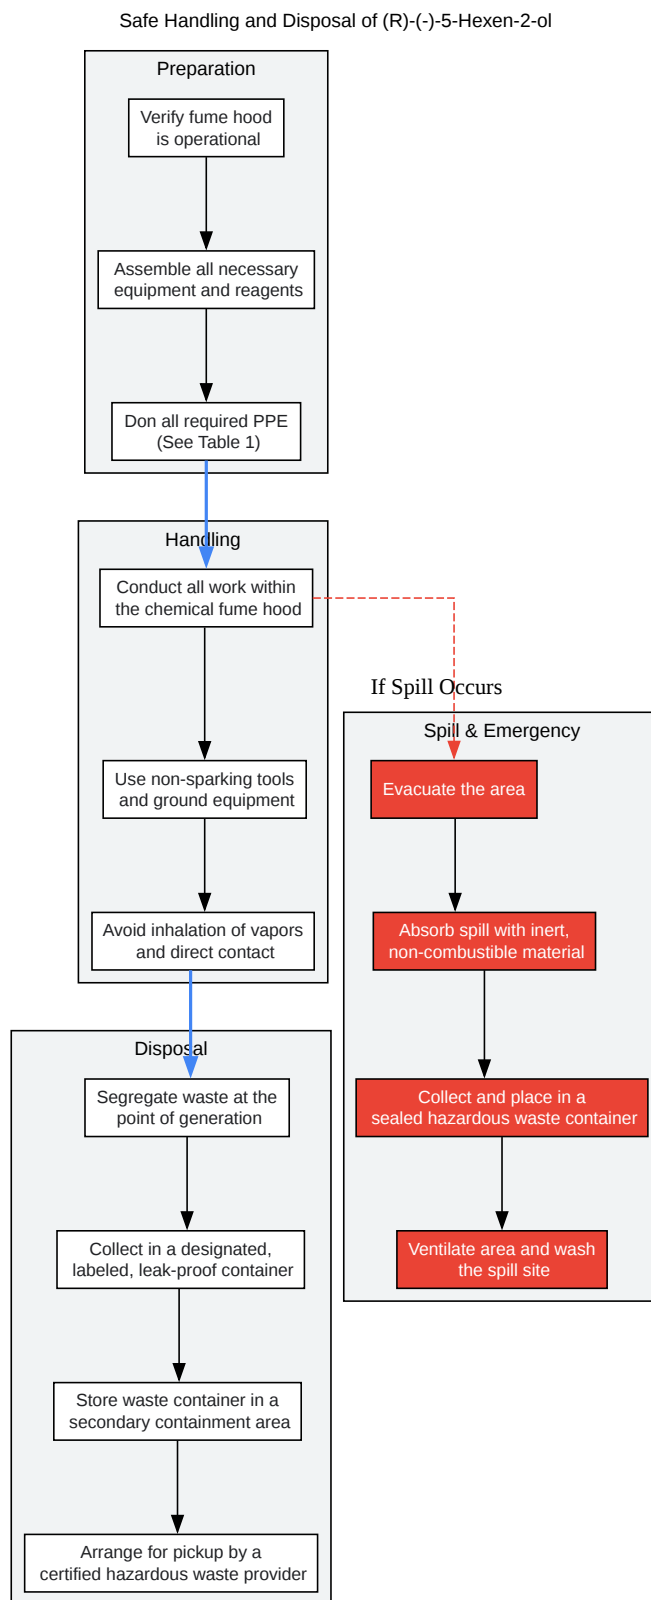 Safe Handling and Disposal of (R)-(-)-5-Hexen-2-ol
Preparation
Verify fume hood
is operational
Assemble all necessary
equipment and reagents
Don all required PPE
(See Table 1)
Handling
Conduct all work within
the chemical fume hood
If Spill Occurs
Use non-sparking tools
and ground equipment
Avoid inhalation of vapors
and direct contact
Spill & Emergency
Evacuate the area
Absorb spill with inert,
non-combustible material
Collect and place in a
sealed hazardous waste container
Ventilate area and wash
the spill site
Disposal
Segregate waste at the
point of generation
Collect in a designated,
labeled, leak-proof container
Store waste container in a
secondary containment area
Arrange for pickup by a
certified hazardous waste provider